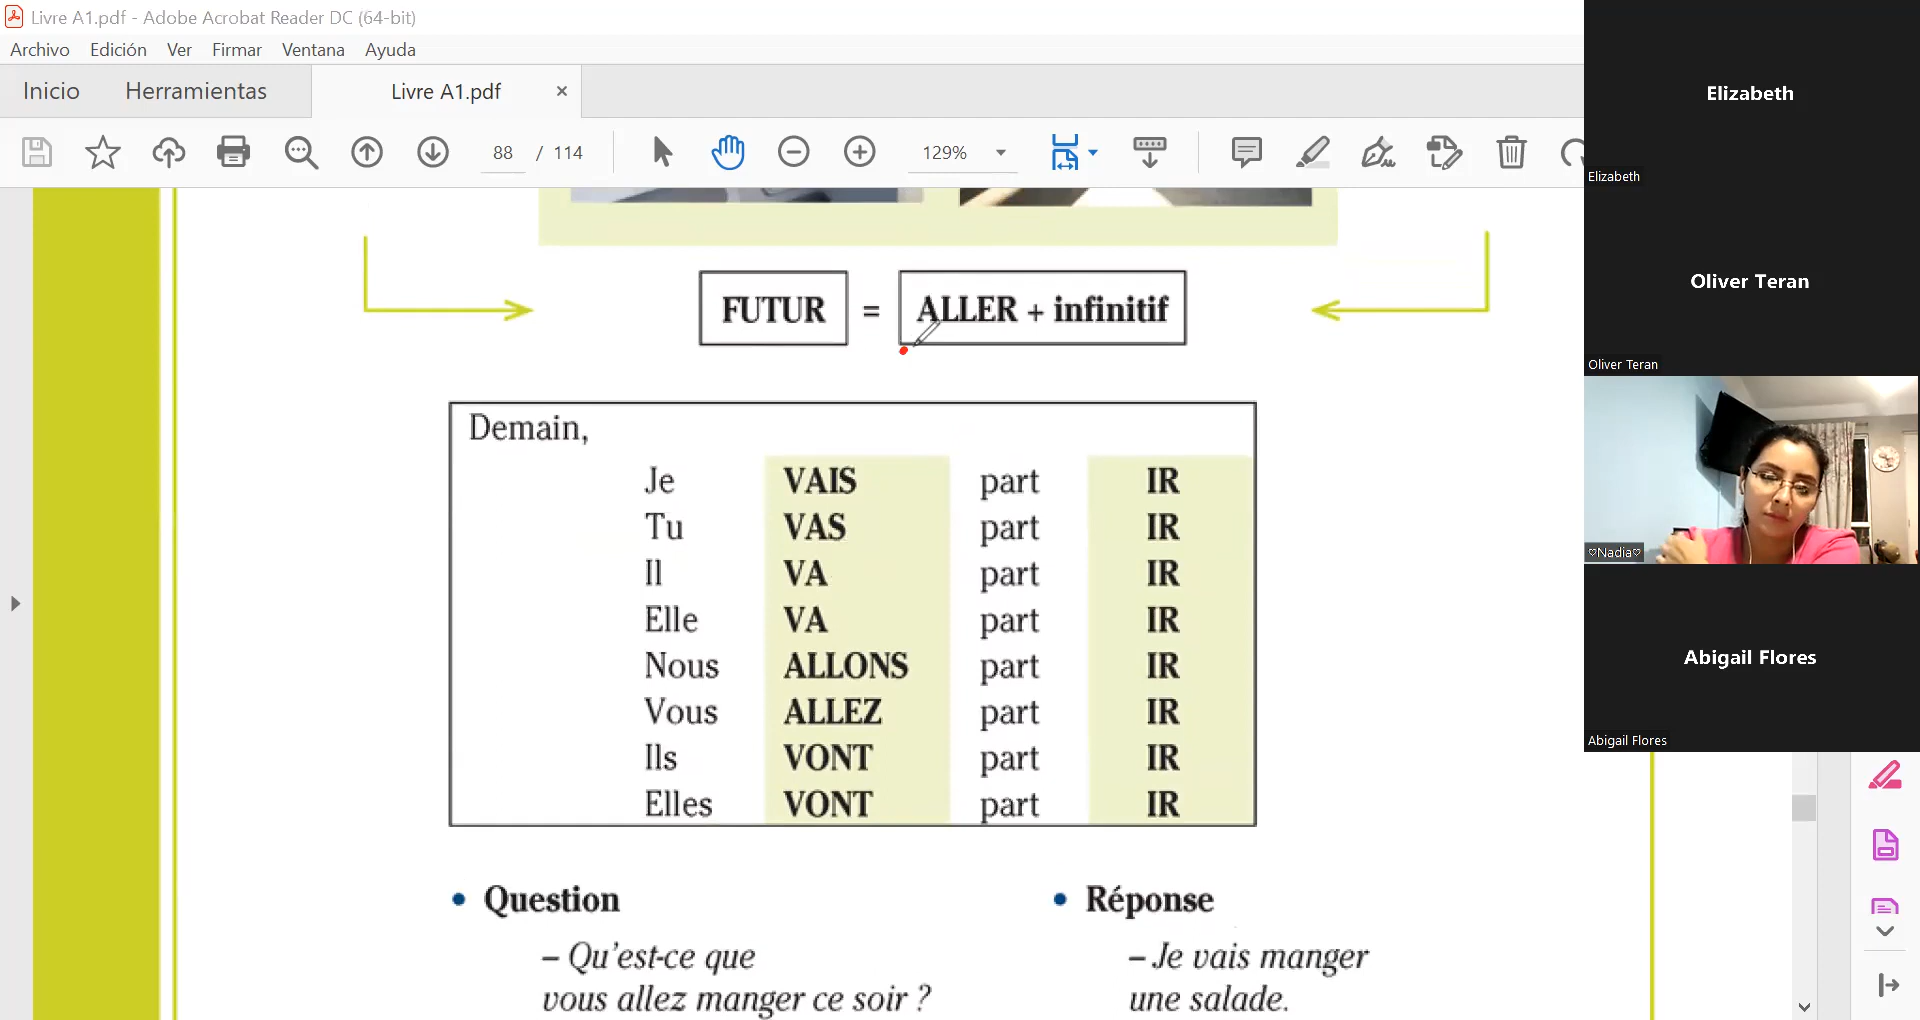 Livre A1.pdf - Adobe Acrobat Reader DC (64-bit)
Archivo Edición Ver Firmar Ventana Ayuda
Inicio Herramientas Livre A1.pdf ×
88 / 114 129%
FUTUR = ALLER + infinitif
Demain,
Je VAIS part IR
Tu VAS part IR
Il VA part IR
Elle VA part IR
Nous ALLONS part IR
Vous ALLEZ part IR
Ils VONT part IR
Elles VONT part IR
• Question
– Qu'est-ce que
vous allez manger ce soir ?
• Réponse
– Je vais manger
une salade.
Elizabeth
Elizabeth
Oliver Teran
Oliver Teran
♡Nadia♡
Abigail Flores
Abigail Flores